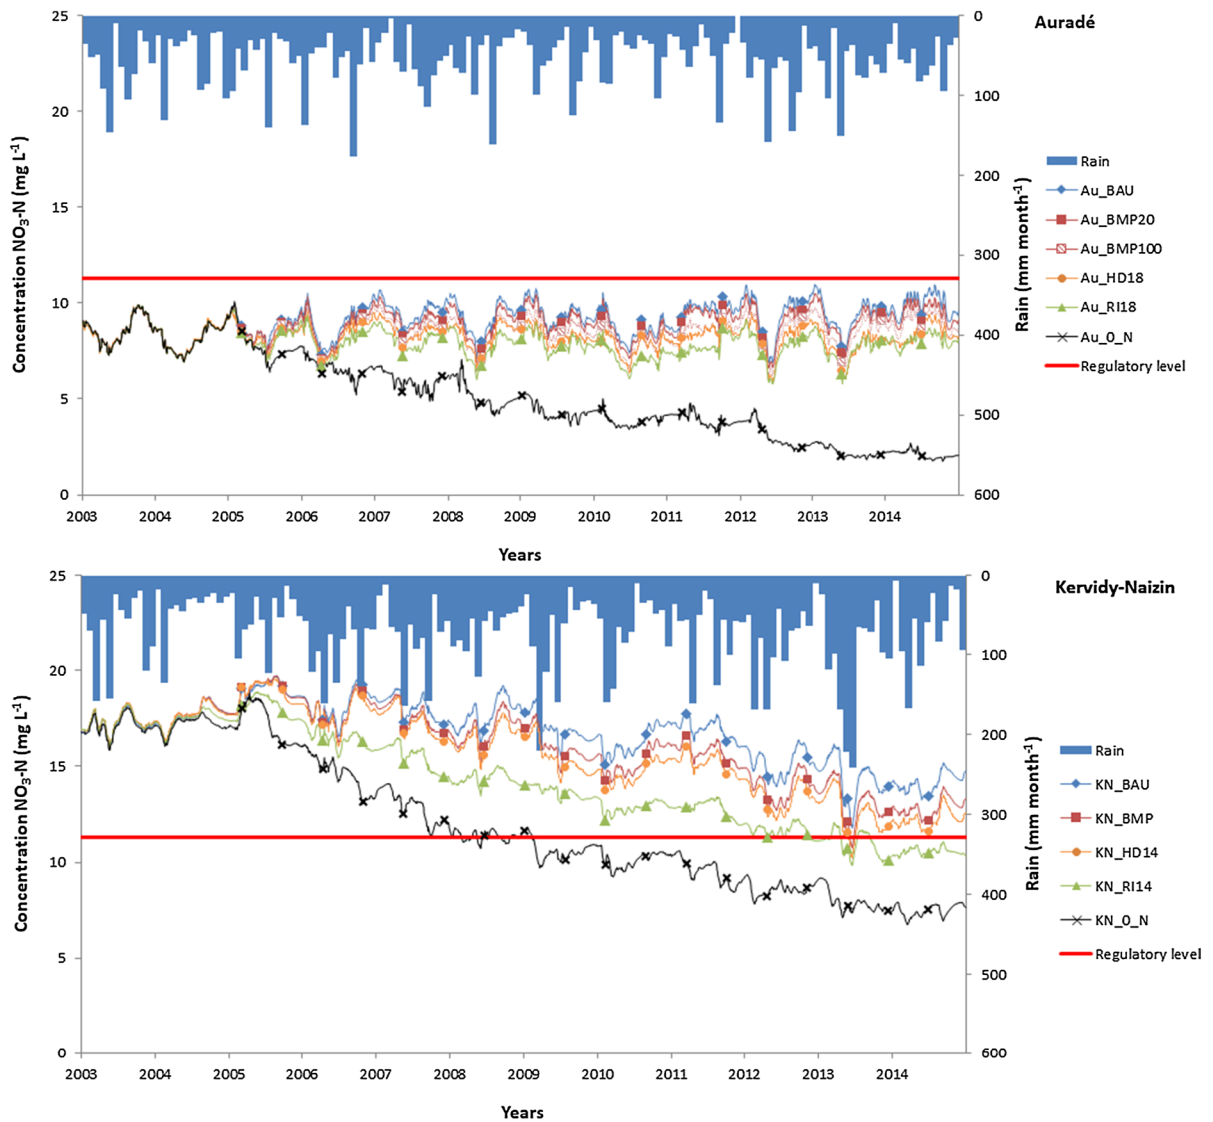 Auradé
25
20
15
10
5
0
Concentration NO3-N (mg L-1)
0
100
200
300
400
500
600
Rain (mm month-1)
2003 2004 2005 2006 2007 2008 2009 2010 2011 2012 2013 2014
Years
Rain
Au_BAU
Au_BMP20
Au_BMP100
Au_HD18
Au_RI18
Au_0_N
Regulatory level
Kervidy-Naizin
25
20
15
10
5
0
Concentration NO3-N (mg L-1)
0
100
200
300
400
500
600
Rain (mm month-1)
2003 2004 2005 2006 2007 2008 2009 2010 2011 2012 2013 2014
Years
Rain
KN_BAU
KN_BMP
KN_HD14
KN_RI14
KN_0_N
Regulatory level